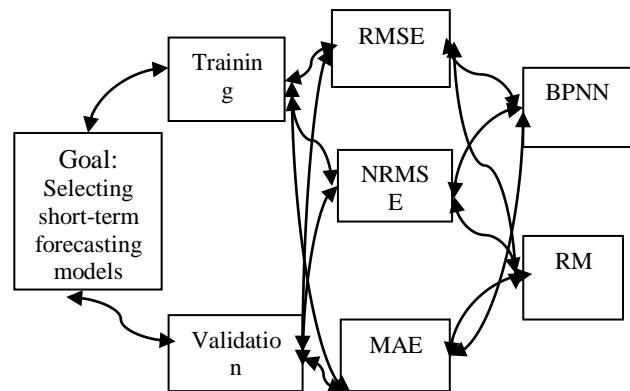 RMSE
Trainin
g
BPNN
Goal:
Selecting
short-term
forecasting
models
NRMS
E
RM
Validatio
n
MAE